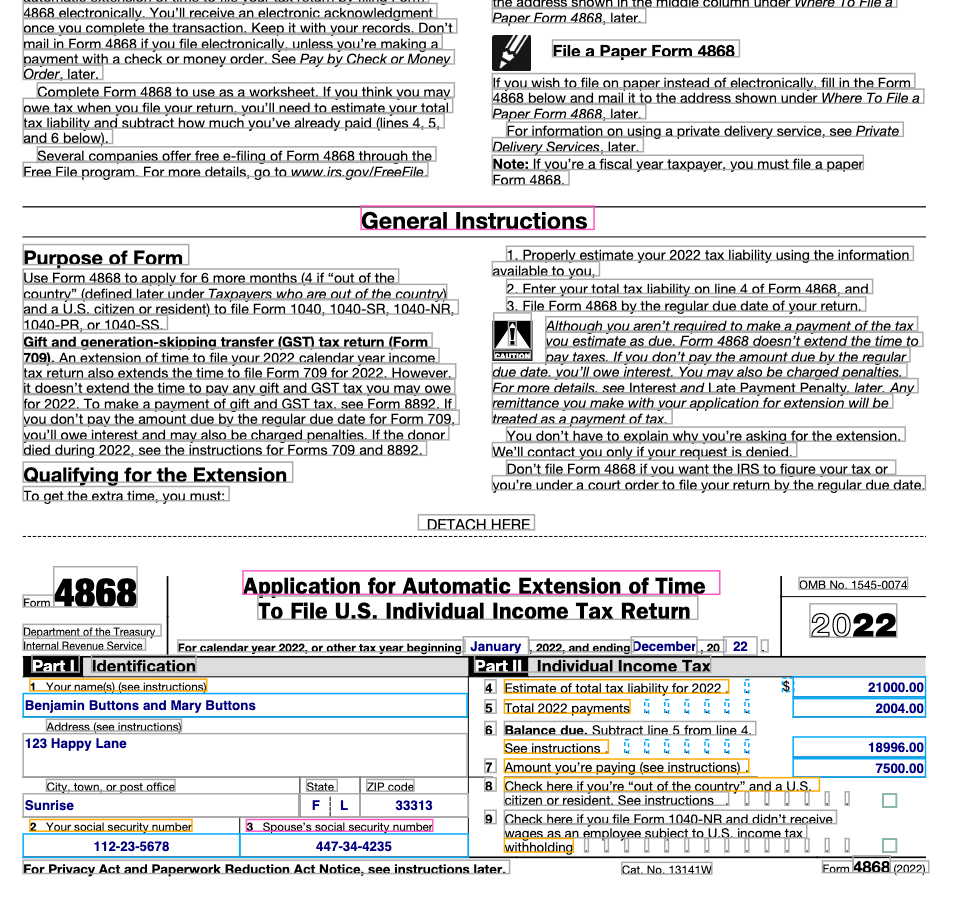 automatic extension of time to file your tax return by filing Form
4868 electronically. You'll receive an electronic acknowledgment
once you complete the transaction. Keep it with your records. Don't
mail in Form 4868 if you file electronically, unless you're making a
payment with a check or money order. See Pay by Check or Money
Order, later.
Complete Form 4868 to use as a worksheet. If you think you may
owe tax when you file your return, you'll need to estimate your total
tax liability and subtract how much you've already paid (lines 4, 5,
and 6 below).
Several companies offer free e-filing of Form 4868 through the
Free File program. For more details, go to www.irs.gov/FreeFile.
the address shown in the middle column under Where To File a
Paper Form 4868, later.
File a Paper Form 4868
If you wish to file on paper instead of electronically, fill in the Form
4868 below and mail it to the address shown under Where To File a
Paper Form 4868, later.
For information on using a private delivery service, see Private
Delivery Services, later.
Note: If you're a fiscal year taxpayer, you must file a paper
Form 4868.
General Instructions
Purpose of Form
Use Form 4868 to apply for 6 more months (4 if "out of the
country" (defined later under Taxpayers who are out of the country)
and a U.S. citizen or resident) to file Form 1040, 1040-SR, 1040-NR,
1040-PR, or 1040-SS.
Gift and generation-skipping transfer (GST) tax return (Form
709). An extension of time to file your 2022 calendar year income
tax return also extends the time to file Form 709 for 2022. However,
it doesn't extend the time to pay any gift and GST tax you may owe
for 2022. To make a payment of gift and GST tax, see Form 8892. If
you don't pay the amount due by the regular due date for Form 709,
you'll owe interest and may also be charged penalties. If the donor
died during 2022, see the instructions for Forms 709 and 8892.
Qualifying for the Extension
To get the extra time, you must:
1. Properly estimate your 2022 tax liability using the information
available to you,
2. Enter your total tax liability on line 4 of Form 4868, and
3. File Form 4868 by the regular due date of your return.
CAUTION
Although you aren't required to make a payment of the tax
you estimate as due, Form 4868 doesn't extend the time to
pay taxes. If you don't pay the amount due by the regular
due date, you'll owe interest. You may also be charged penalties.
For more details, see Interest and Late Payment Penalty, later. Any
remittance you make with your application for extension will be
treated as a payment of tax.
You don't have to explain why you're asking for the extension.
We'll contact you only if your request is denied.
Don't file Form 4868 if you want the IRS to figure your tax or
you're under a court order to file your return by the regular due date.
DETACH HERE
Form 4868
Department of the Treasury
Internal Revenue Service
Application for Automatic Extension of Time
To File U.S. Individual Income Tax Return
For calendar year 2022, or other tax year beginning January , 2022, and ending December , 20 22 .
OMB No. 1545-0074
2022
Part I Identification
1 Your name(s) (see instructions)
Benjamin Buttons and Mary Buttons
Address (see instructions)
123 Happy Lane
City, town, or post office State ZIP code
Sunrise F L 33313
2 Your social security number 3 Spouse's social security number
112-23-5678 447-34-4235
Part II Individual Income Tax
4 Estimate of total tax liability for 2022 . . $ 21000.00
5 Total 2022 payments . . . . . . 2004.00
6 Balance due. Subtract line 5 from line 4.
See instructions . . . . . . . 18996.00
7 Amount you're paying (see instructions) . 7500.00
8 Check here if you're "out of the country" and a U.S.
citizen or resident. See instructions . . . . . . .
9 Check here if you file Form 1040-NR and didn't receive
wages as an employee subject to U.S. income tax
withholding . . . . . . . . . . . . . .
For Privacy Act and Paperwork Reduction Act Notice, see instructions later.
Cat. No. 13141W
Form 4868 (2022)